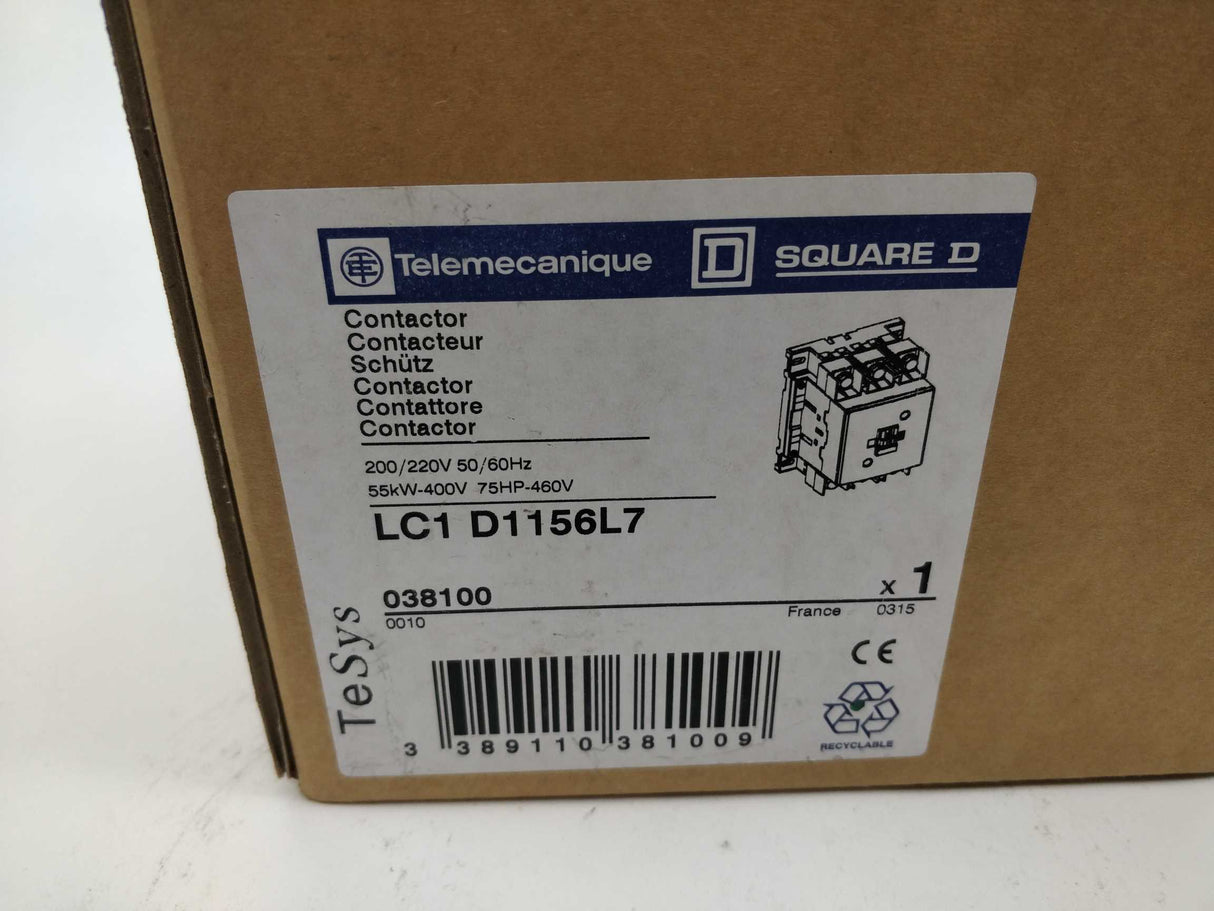 Telemecanique D SQUARE D
Contactor
Contacteur
Schütz
Contactor
Contattore
Contactor
200/220V 50/60Hz
55kW-400V 75HP-460V
LC1 D1156L7
038100 x 1
0010 France 0315
TeSys
CE
3 389110 381009
RECYCLABLE